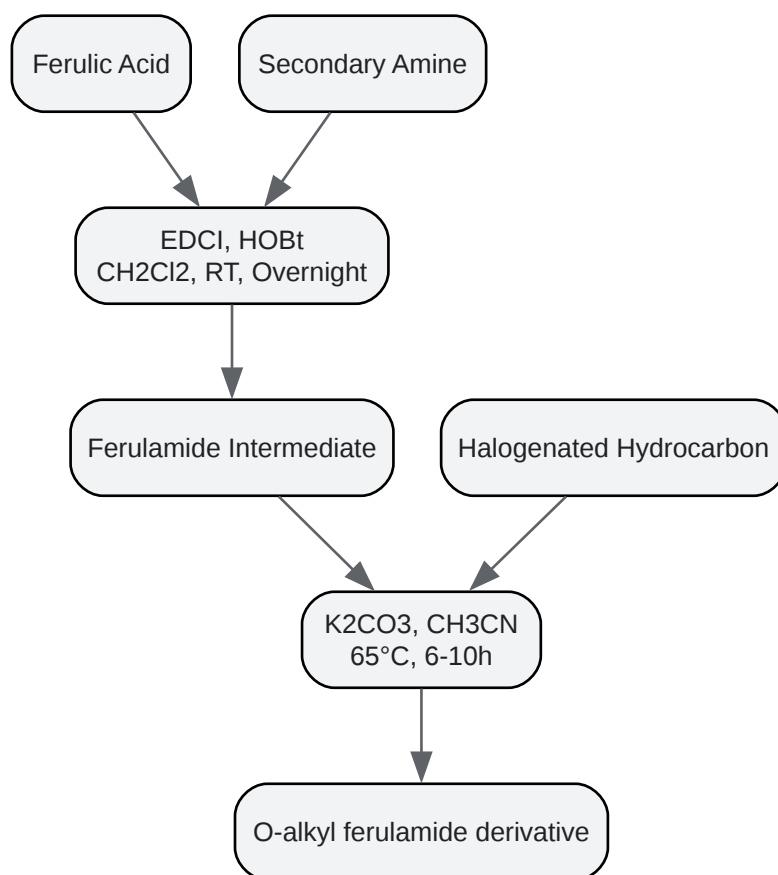 Ferulic Acid
Secondary Amine
EDCI, HOBt
CH2Cl2, RT, Overnight
Ferulamide Intermediate
Halogenated Hydrocarbon
K2CO3, CH3CN
65°C, 6-10h
O-alkyl ferulamide derivative